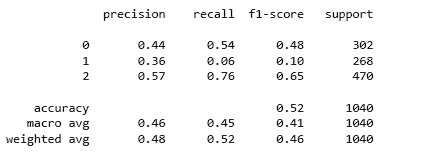 precision recall f1-score support
0 0.44 0.54 0.48 302
1 0.36 0.06 0.10 268
2 0.57 0.76 0.65 470
accuracy 0.52 1040
macro avg 0.46 0.45 0.41 1040
weighted avg 0.48 0.52 0.46 1040